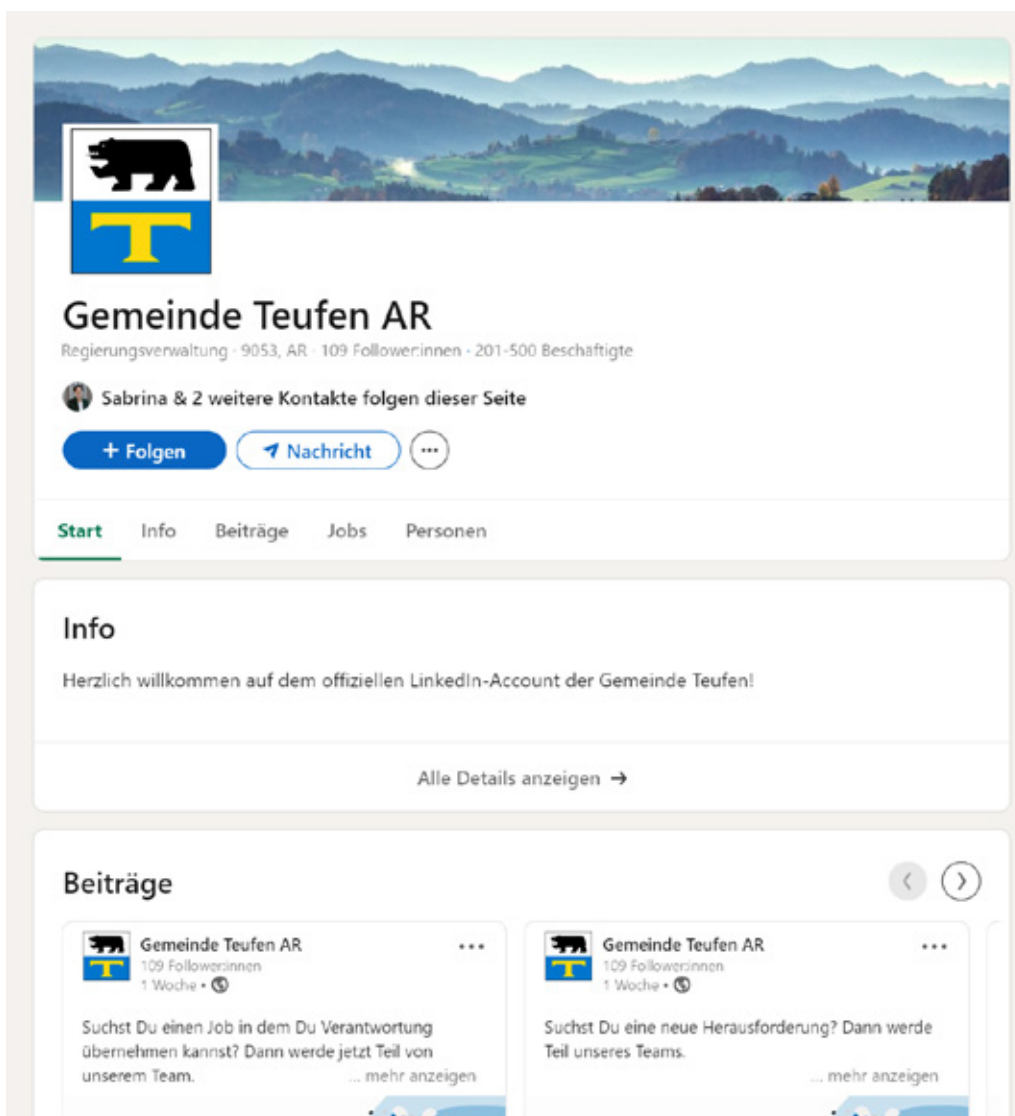 T
Gemeinde Teufen AR
Regierungsverwaltung · 9053, AR · 109 Follower:innen · 201-500 Beschäftigte
Sabrina & 2 weitere Kontakte folgen dieser Seite
+ Folgen
Nachricht
Start Info Beiträge Jobs Personen
Info
Herzlich willkommen auf dem offiziellen LinkedIn-Account der Gemeinde Teufen!
Alle Details anzeigen →
Beiträge
T
Gemeinde Teufen AR
109 Follower:innen
1 Woche •
Suchst Du einen Job in dem Du Verantwortung
übernehmen kannst? Dann werde jetzt Teil von
unserem Team. ... mehr anzeigen
T
Gemeinde Teufen AR
109 Follower:innen
1 Woche •
Suchst Du eine neue Herausforderung? Dann werde
Teil unseres Teams.
... mehr anzeigen